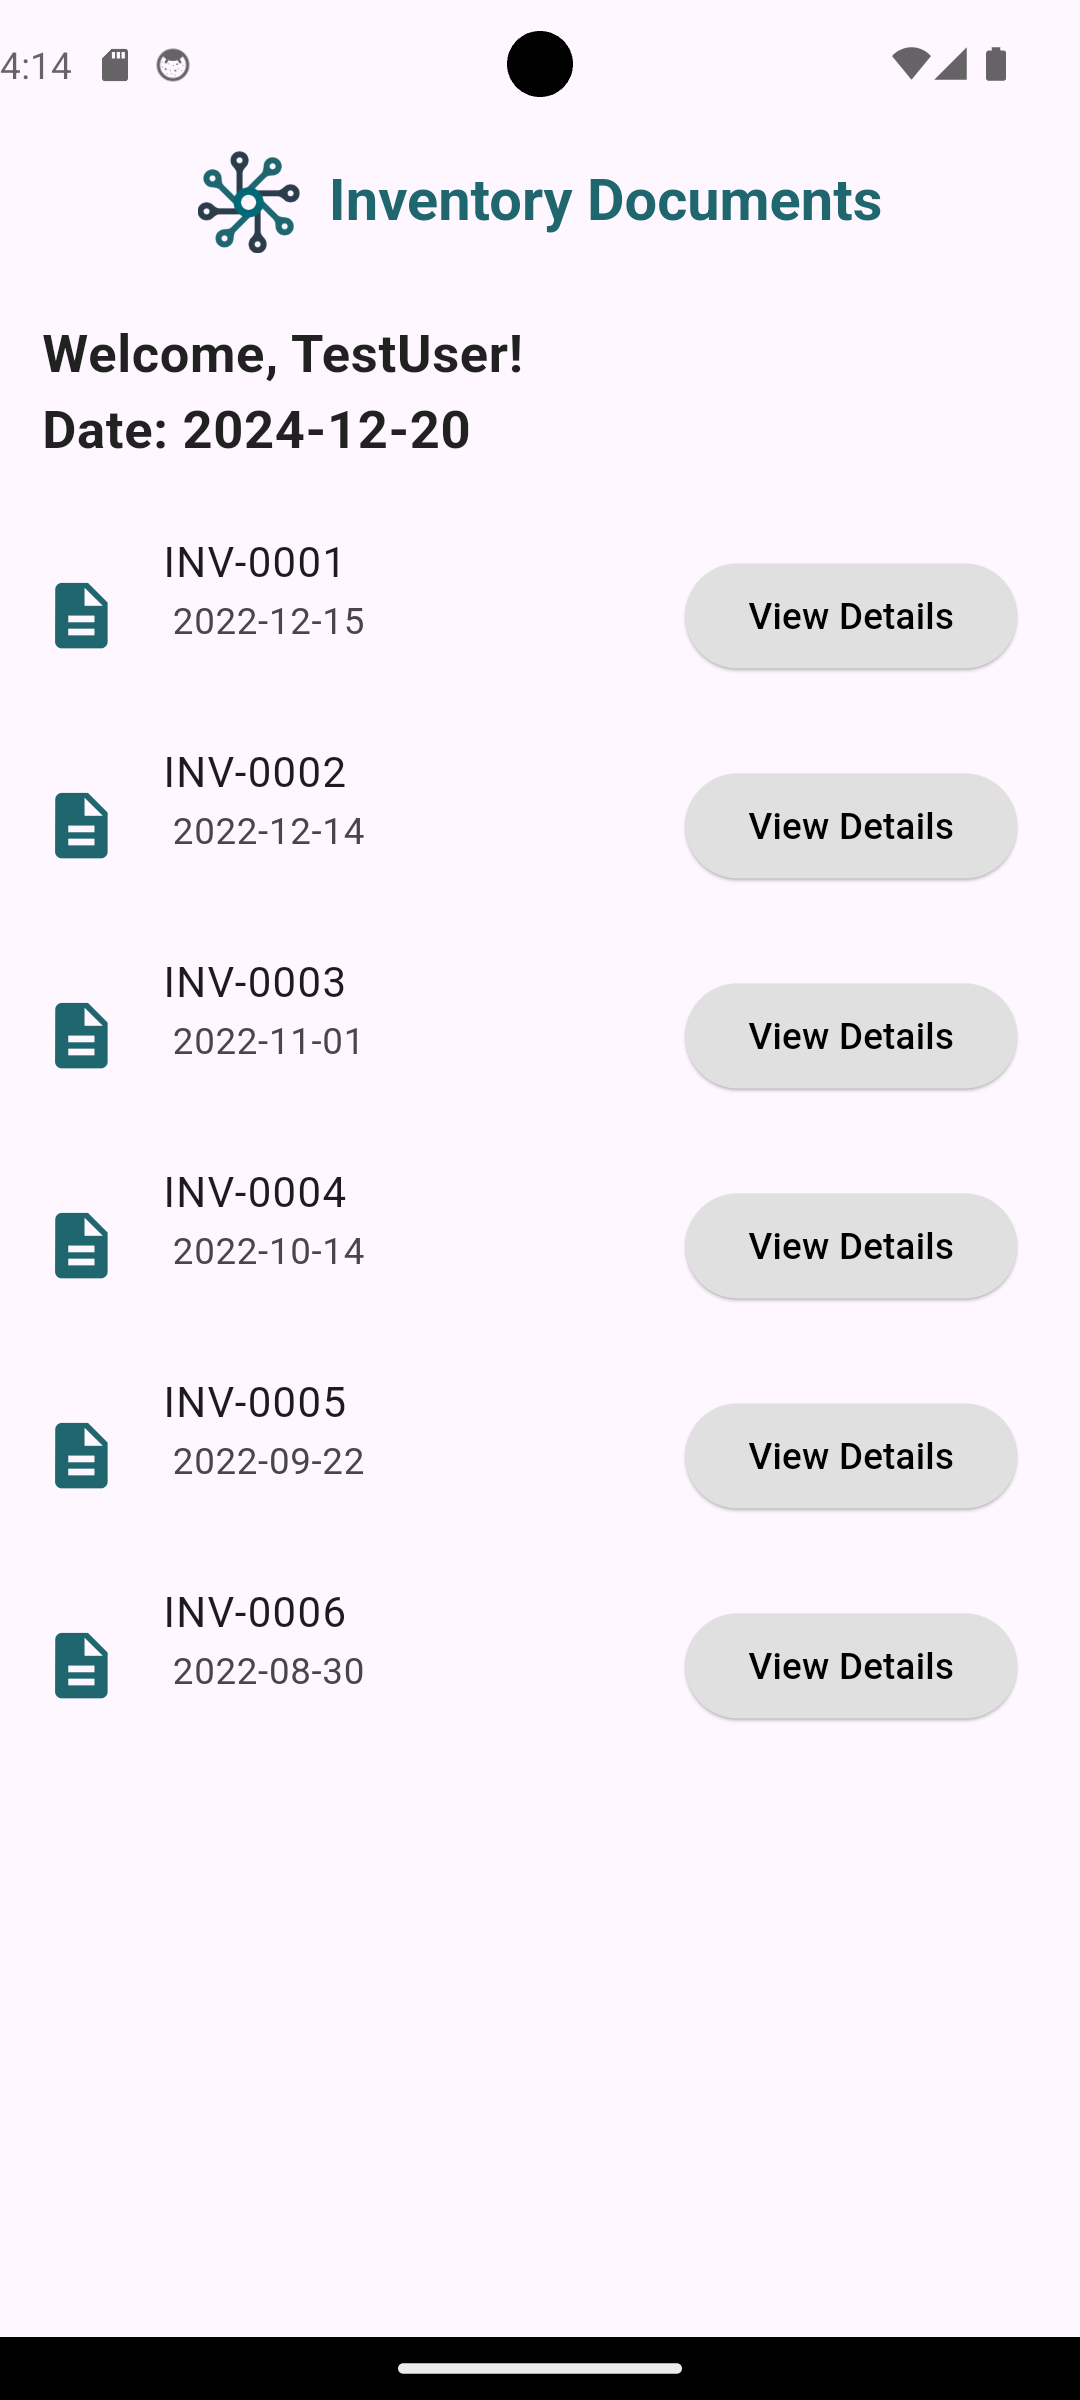 4:14
Inventory Documents
Welcome, TestUser!
Date: 2024-12-20
INV-0001
2022-12-15
View Details
INV-0002
2022-12-14
View Details
INV-0003
2022-11-01
View Details
INV-0004
2022-10-14
View Details
INV-0005
2022-09-22
View Details
INV-0006
2022-08-30
View Details